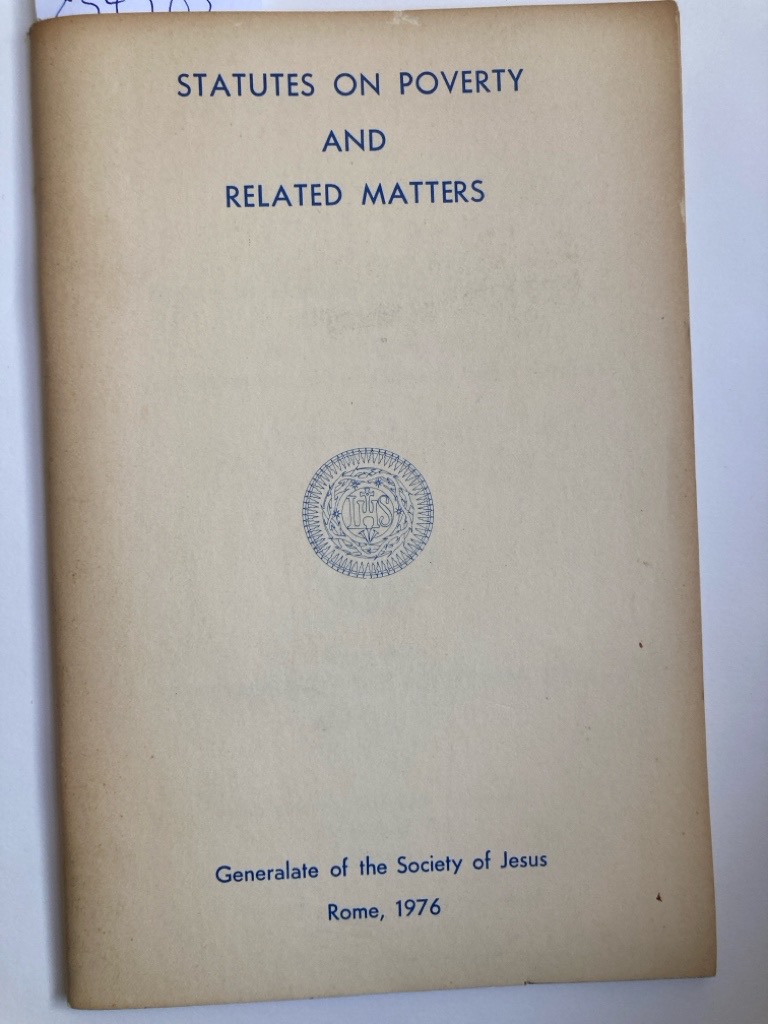 STATUTES ON POVERTY
AND
RELATED MATTERS
IHS
Generalate of the Society of Jesus
Rome, 1976